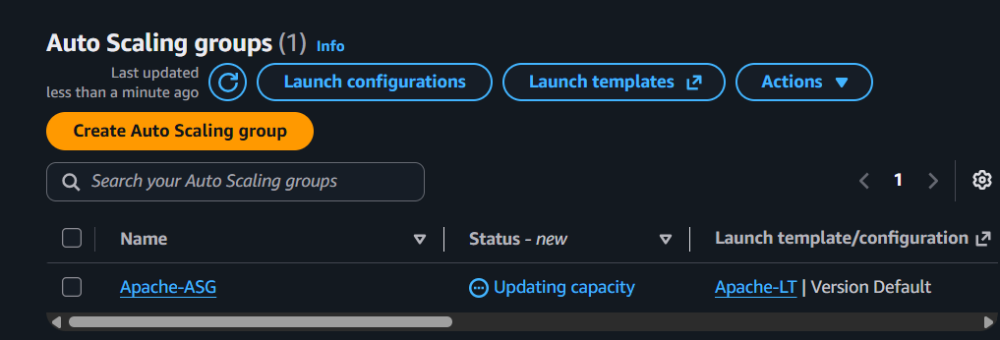 Auto Scaling groups (1) Info
Last updated
less than a minute ago
Launch configurations
Launch templates
Actions
Create Auto Scaling group
Search your Auto Scaling groups
1
Name
Status - new
Launch template/configuration
Apache-ASG
Updating capacity
Apache-LT | Version Default